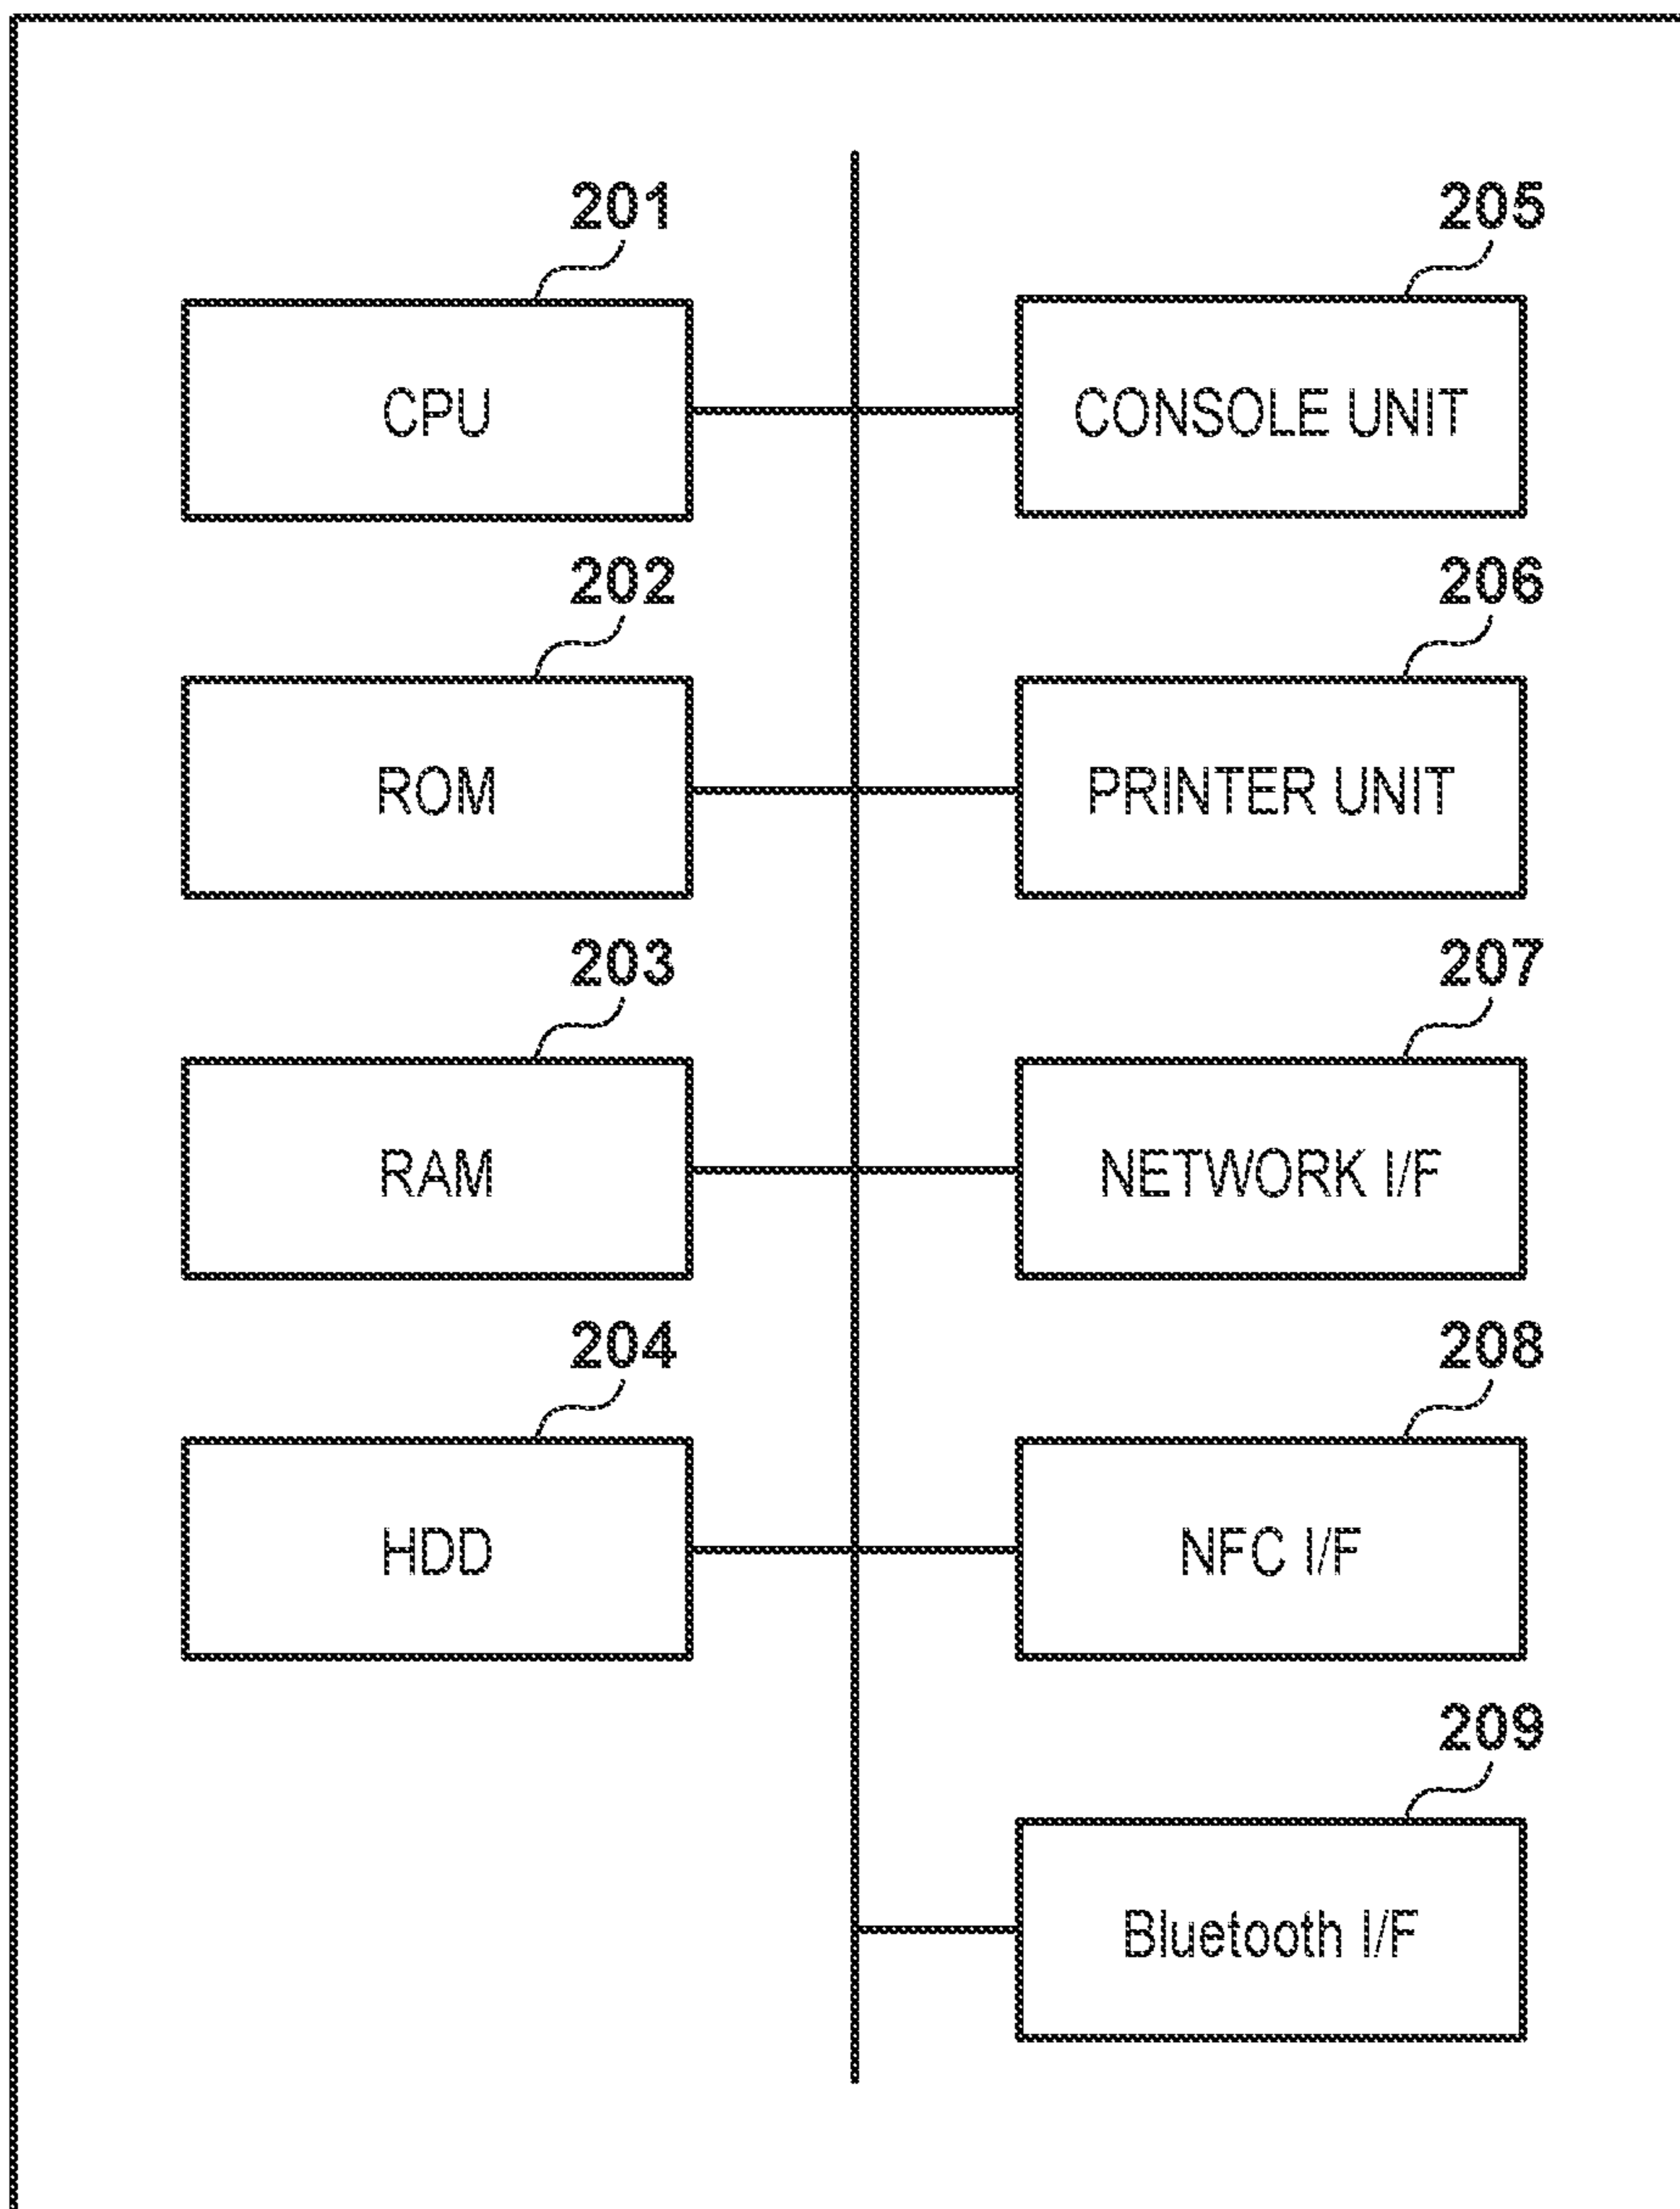 201
CPU
202
ROM
203
RAM
204
HDD
205
CONSOLE UNIT
206
PRINTER UNIT
207
NETWORK I/F
208
NFC I/F
209
Bluetooth I/F